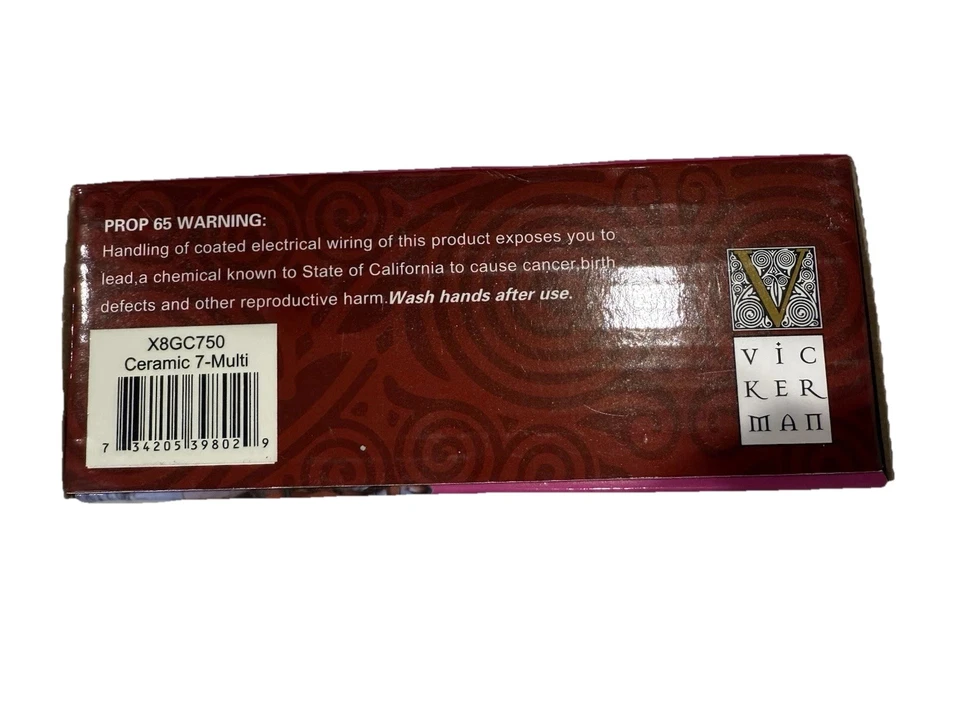 PROP 65 WARNING:
Handling of coated electrical wiring of this product exposes you to
lead,a chemical known to State of California to cause cancer,birth
defects and other reproductive harm.Wash hands after use.
X8GC750
Ceramic 7-Multi
7 34205 39802 9
V
VIC
KER
MAN